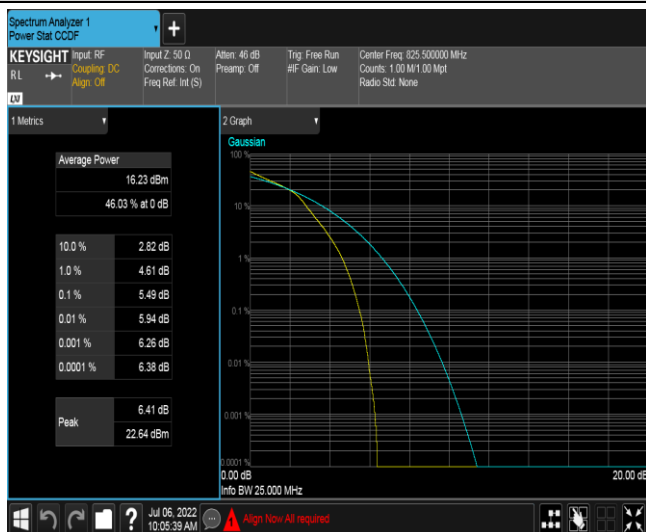 Spectrum Analyzer 1
Power Stat CCDF
+
KEYSIGHT
RL
Input: RF
Coupling: DC
Align: Off
Input Z: 50 Ω
Corrections: On
Freq Ref: Int (S)
Atten: 46 dB
Preamp: Off
Trig: Free Run
#IF Gain: Low
Center Freq: 825.500000 MHz
Counts: 1.00 M/1.00 Mpt
Radio Std: None
1 Metrics
Average Power
16.23 dBm
46.03 % at 0 dB
10.0 % 2.82 dB
1.0 % 4.61 dB
0.1 % 5.49 dB
0.01 % 5.94 dB
0.001 % 6.26 dB
0.0001 % 6.38 dB
Peak
6.41 dB
22.64 dBm
2 Graph
Gaussian
100 %
10 %
1 %
0.1 %
0.01 %
0.001 %
0.0001 %
0.00 dB
20.00 dB
Info BW 25.000 MHz
?
Jul 06, 2022
10:05:39 AM
Align Now All required